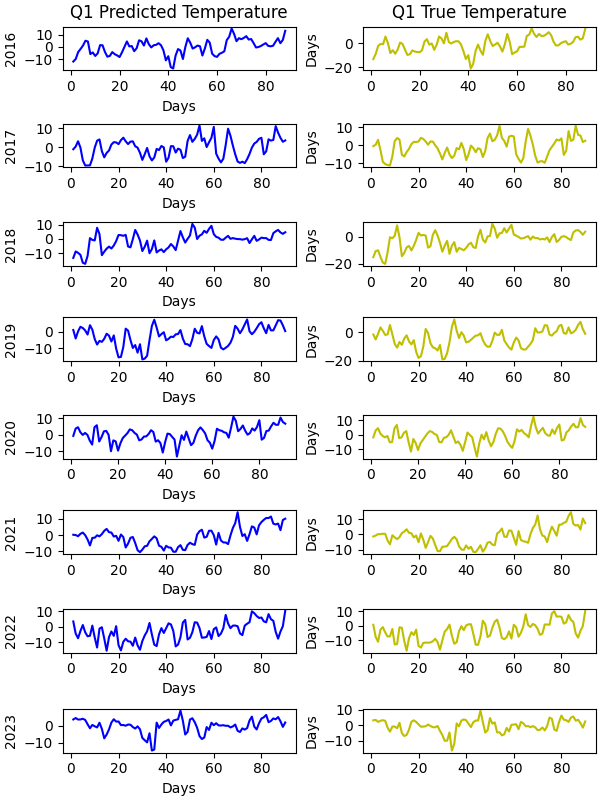 Q1 Predicted Temperature Q1 True Temperature
2016 10 0 −10 Days 0 −20
0 20 40 60 80 0 20 40 60 80
Days
2017 10 0 −10 Days 10 0 −10
0 20 40 60 80 0 20 40 60 80
Days
2018 10 0 −10 Days 0 −20
0 20 40 60 80 0 20 40 60 80
Days
2019 0 −10 Days 0 −20
0 20 40 60 80 0 20 40 60 80
Days
2020 10 0 −10 Days 10 0 −10
0 20 40 60 80 0 20 40 60 80
Days
2021 10 0 −10 Days 10 0 −10
0 20 40 60 80 0 20 40 60 80
Days
2022 10 0 −10 Days 10 0 −10
0 20 40 60 80 0 20 40 60 80
Days
2023 0 −10 Days 10 0 −10
0 20 40 60 80 0 20 40 60 80
Days